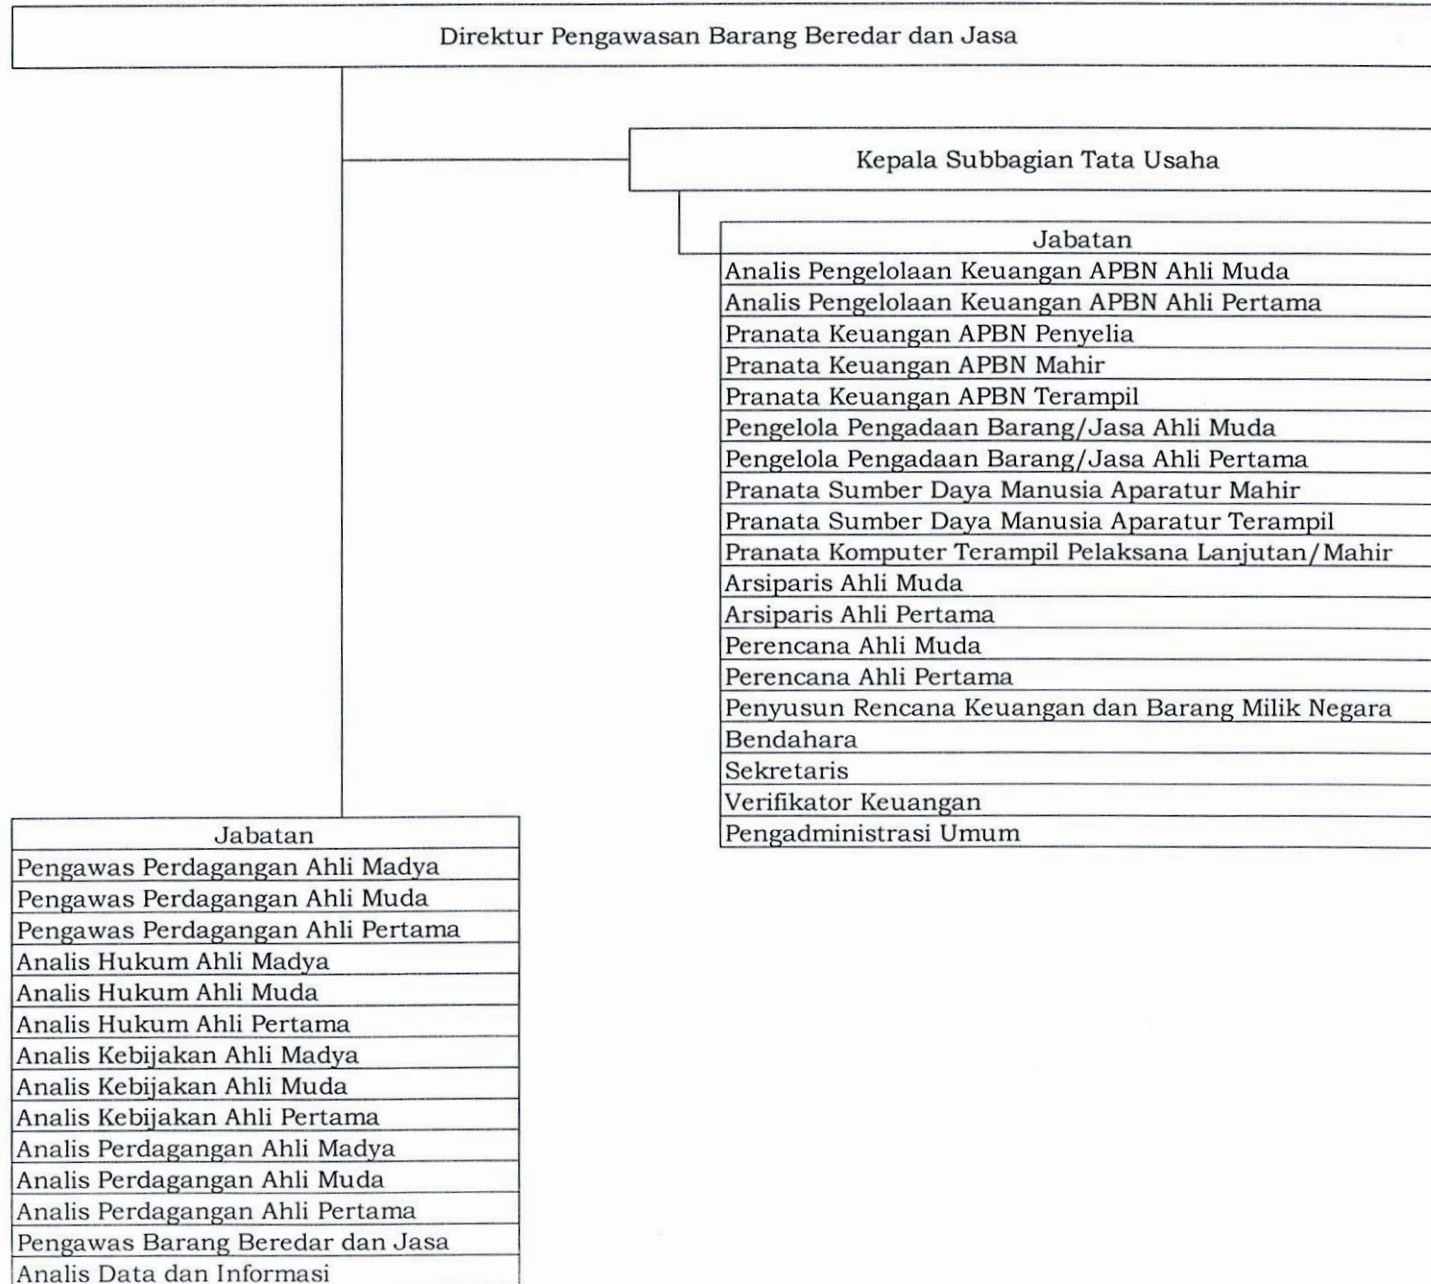 Direktur Pengawasan Barang Beredar dan Jasa
Kepala Subbagian Tata Usaha
Jabatan
Analis Pengelolaan Keuangan APBN Ahli Muda
Analis Pengelolaan Keuangan APBN Ahli Pertama
Pranata Keuangan APBN Penyelia
Pranata Keuangan APBN Mahir
Pranata Keuangan APBN Terampil
Pengelola Pengadaan Barang/Jasa Ahli Muda
Pengelola Pengadaan Barang/Jasa Ahli Pertama
Pranata Sumber Daya Manusia Aparatur Mahir
Pranata Sumber Daya Manusia Aparatur Terampil
Pranata Komputer Terampil Pelaksana Lanjutan/Mahir
Arsiparis Ahli Muda
Arsiparis Ahli Pertama
Perencana Ahli Muda
Perencana Ahli Pertama
Penyusun Rencana Keuangan dan Barang Milik Negara
Bendahara
Sekretaris
Verifikator Keuangan
Pengadministrasi Umum
Jabatan
Pengawas Perdagangan Ahli Madya
Pengawas Perdagangan Ahli Muda
Pengawas Perdagangan Ahli Pertama
Analis Hukum Ahli Madya
Analis Hukum Ahli Muda
Analis Hukum Ahli Pertama
Analis Kebijakan Ahli Madya
Analis Kebijakan Ahli Muda
Analis Kebijakan Ahli Pertama
Analis Perdagangan Ahli Madya
Analis Perdagangan Ahli Muda
Analis Perdagangan Ahli Pertama
Pengawas Barang Beredar dan Jasa
Analis Data dan Informasi